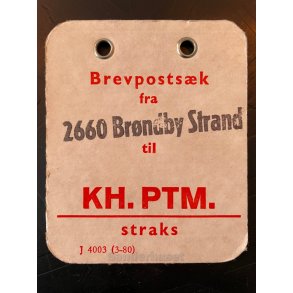 Brevpostsæk
fra
2660 Brøndby Strand
til
KH. PTM.
straks
J 4003 (3-80)